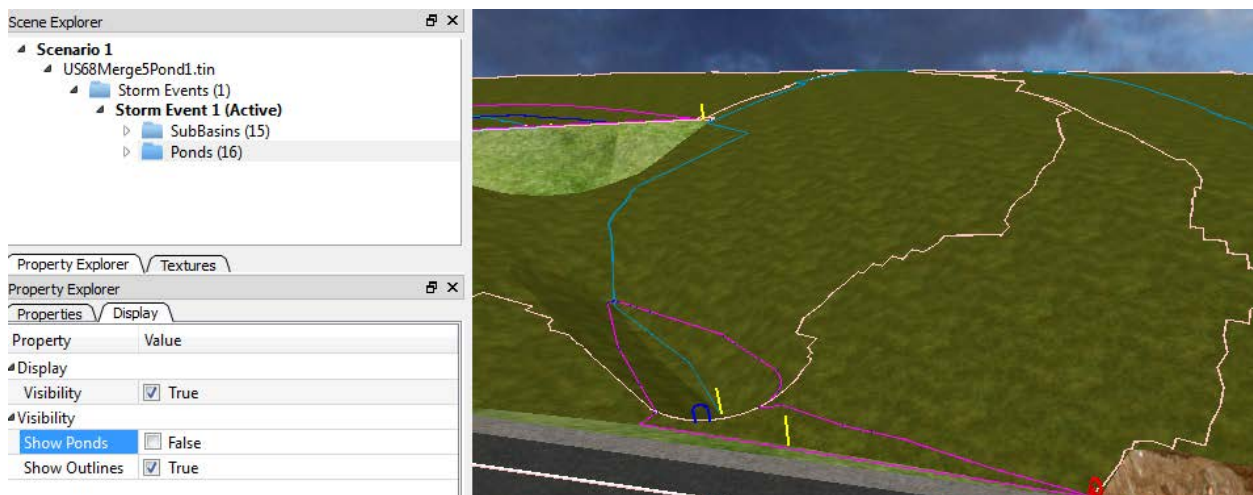 Scene Explorer
Scenario 1
US68Merge5Pond1.tin
Storm Events (1)
Storm Event 1 (Active)
SubBasins (15)
Ponds (16)
Property Explorer
Textures
Property Explorer
Properties
Display
Property Value
Display
Visibility True
Visibility
Show Ponds False
Show Outlines True